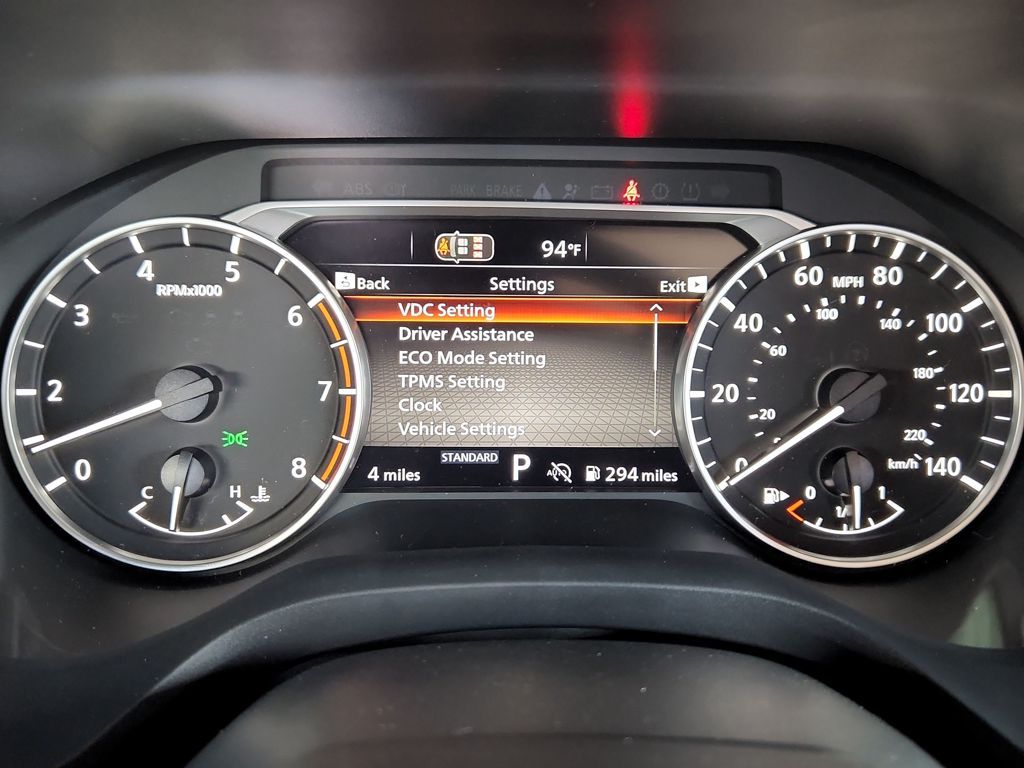 ABS
PARK BRAKE
94°F
Back Settings Exit
VDC Setting
Driver Assistance
ECO Mode Setting
TPMS Setting
Clock
Vehicle Settings
STANDARD
4 miles P AUTO 294 miles
4 5
RPMx1000
3 6
2 7
0 8
C H
60 MPH 80
100 140
40 100
60 180
20 120
20 220
0 km/h 140
0 1